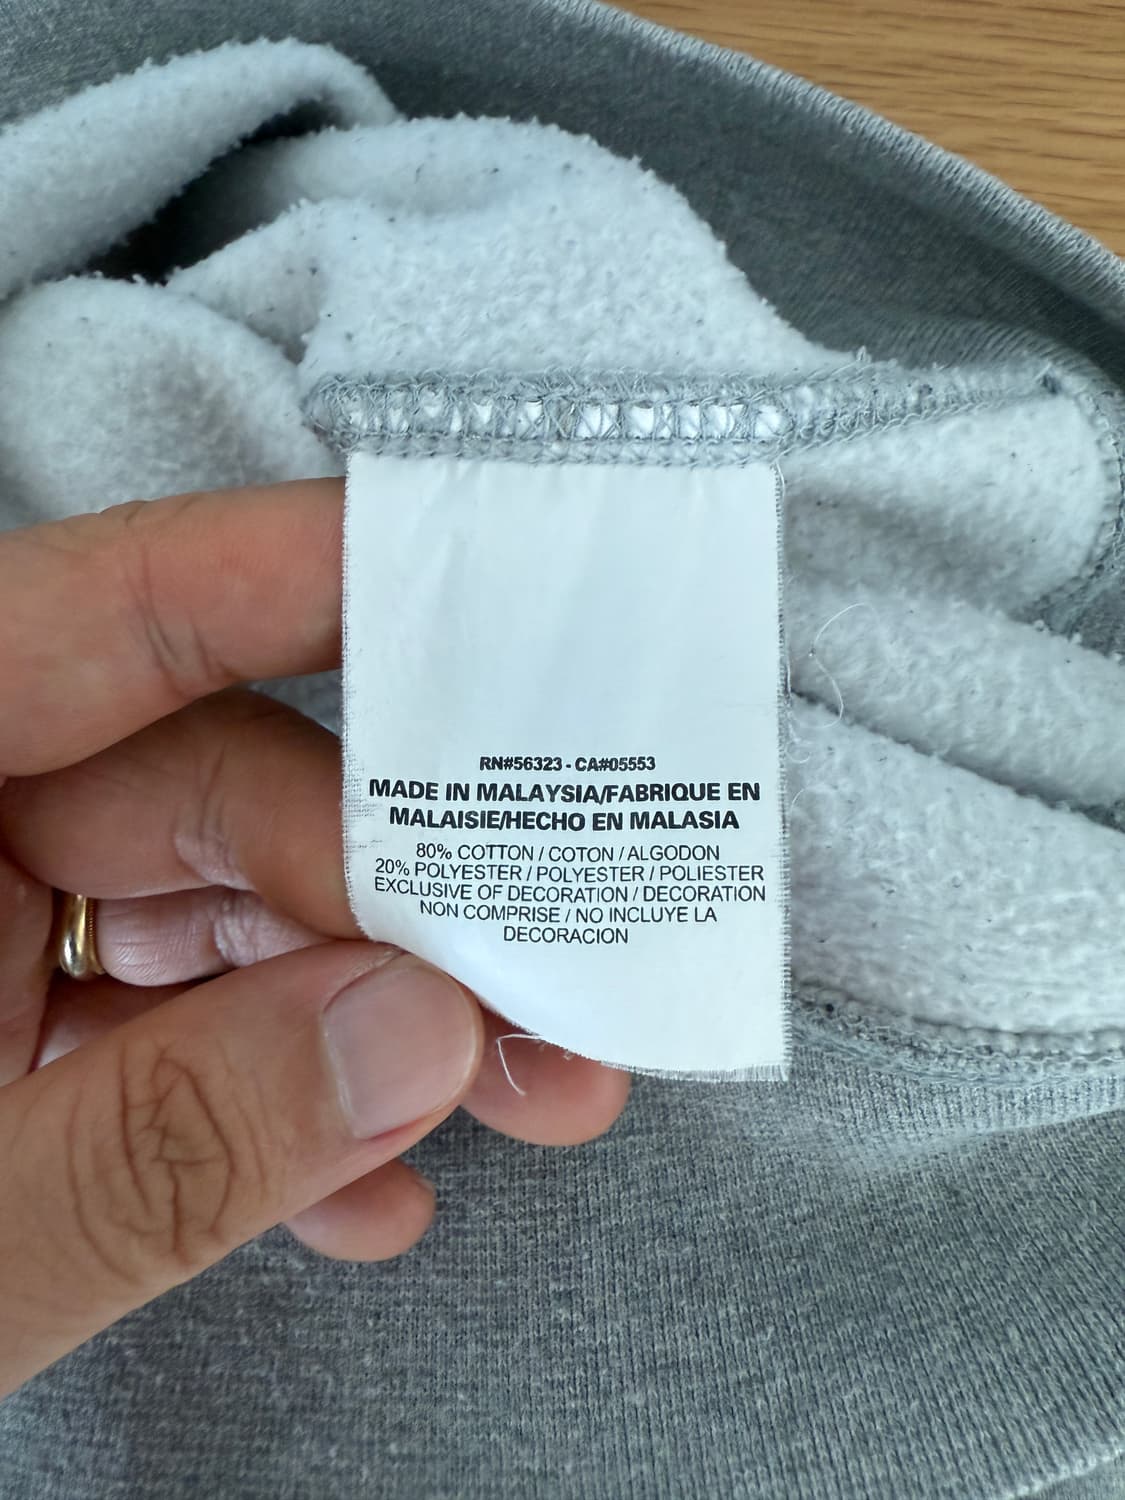 RN#56323 - CA#05553
MADE IN MALAYSIA/FABRIQUE EN
MALAISIE/HECHO EN MALASIA
80% COTTON / COTON / ALGODON
20% POLYESTER / POLYESTER / POLIESTER
EXCLUSIVE OF DECORATION / DECORATION
NON COMPRISE / NO INCLUYE LA
DECORACION